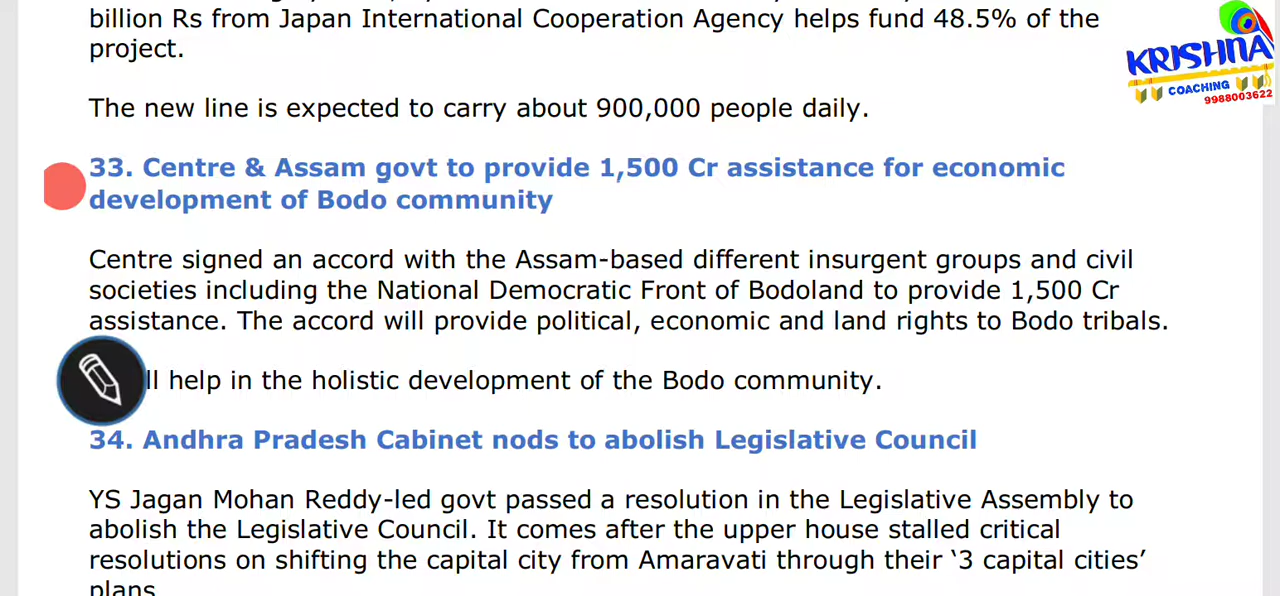 billion Rs from Japan International Cooperation Agency helps fund 48.5% of the
project.
KRISHNA
COACHING
9988003622
The new line is expected to carry about 900,000 people daily.
33. Centre & Assam govt to provide 1,500 Cr assistance for economic
development of Bodo community
Centre signed an accord with the Assam-based different insurgent groups and civil
societies including the National Democratic Front of Bodoland to provide 1,500 Cr
assistance. The accord will provide political, economic and land rights to Bodo tribals.
help in the holistic development of the Bodo community.
34. Andhra Pradesh Cabinet nods to abolish Legislative Council
YS Jagan Mohan Reddy-led govt passed a resolution in the Legislative Assembly to
abolish the Legislative Council. It comes after the upper house stalled critical
resolutions on shifting the capital city from Amaravati through their ‘3 capital cities’
plans